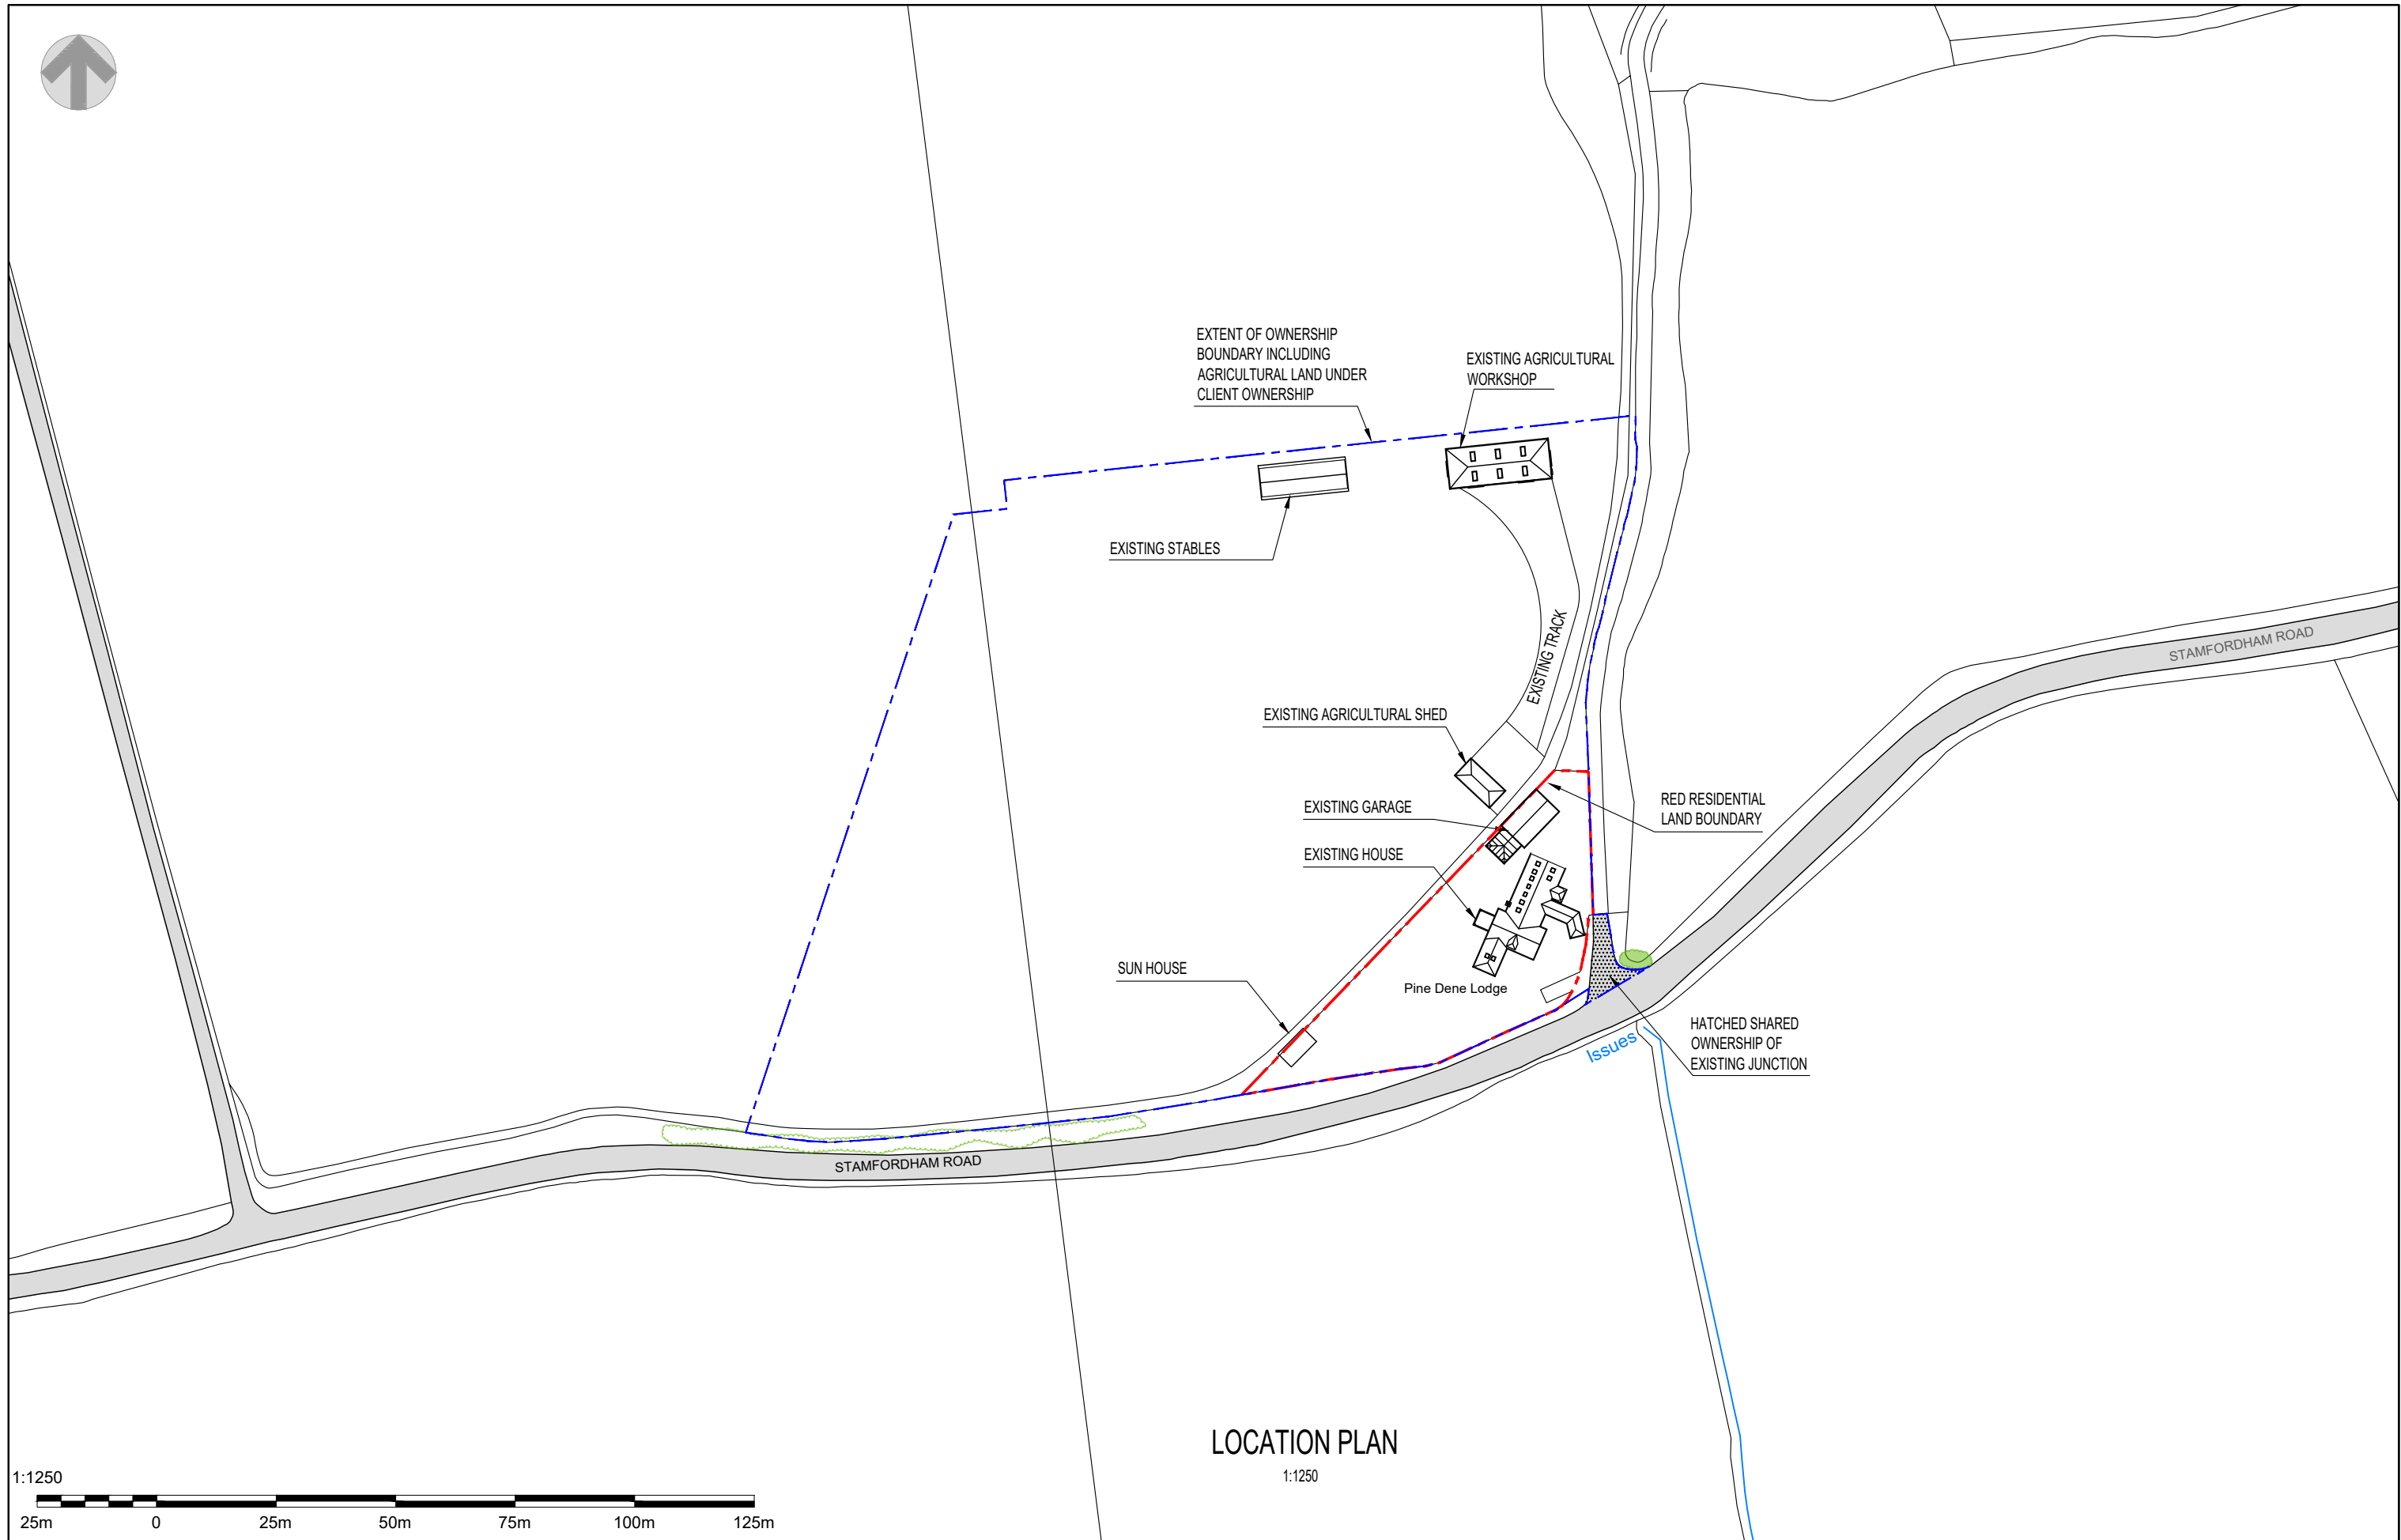 EXTENT OF OWNERSHIP
BOUNDARY INCLUDING
AGRICULTURAL LAND UNDER
CLIENT OWNERSHIP
EXISTING AGRICULTURAL
WORKSHOP
EXISTING STABLES
EXISTING TRACK
STAMFORDHAM ROAD
EXISTING AGRICULTURAL SHED
EXISTING GARAGE
RED RESIDENTIAL
LAND BOUNDARY
EXISTING HOUSE
SUN HOUSE
Pine Dene Lodge
HATCHED SHARED
OWNERSHIP OF
EXISTING JUNCTION
Issues
STAMFORDHAM ROAD
LOCATION PLAN
1:1250
1:1250
25m 0 25m 50m 75m 100m 125m